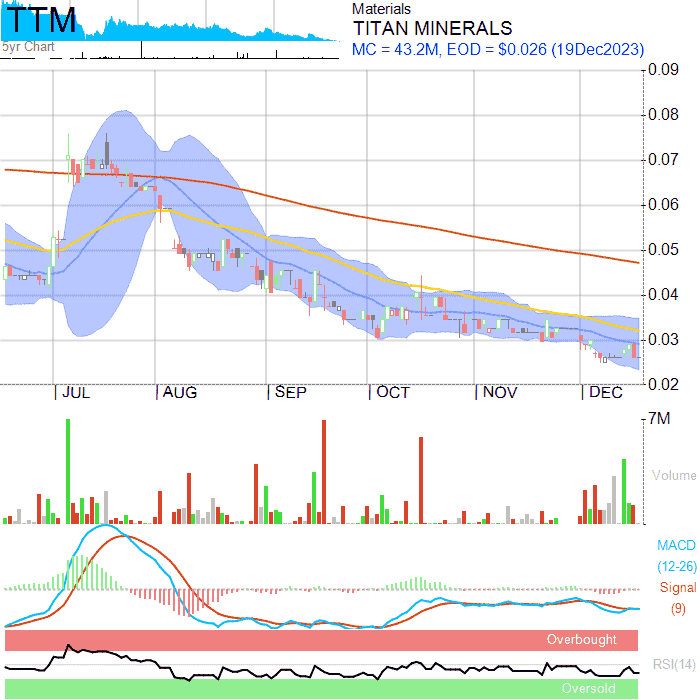 TTM
5yr Chart
Materials
TITAN MINERALS
MC = 43.2M, EOD = $0.026 (19Dec2023)
0.09
0.08
0.07
0.06
0.05
0.04
0.03
0.02
JUL AUG SEP OCT NOV DEC
7M
Volume
MACD
(12-26)
Signal
(9)
Overbought
RSI(14)
Oversold